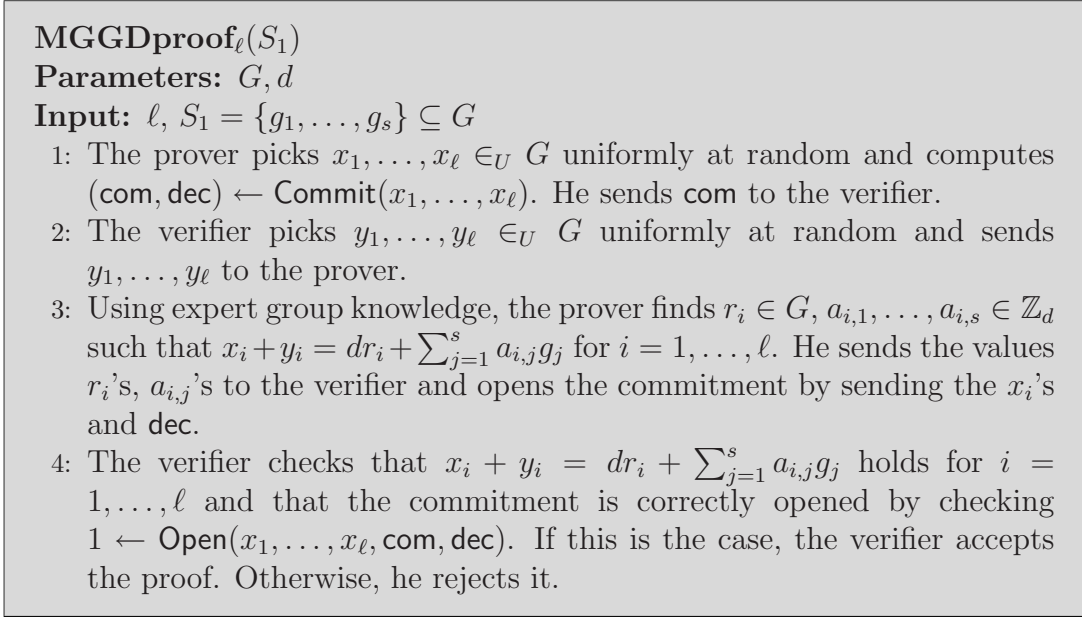 MGGDproofℓ(S₁)
Parameters: G, d
Input: ℓ, S₁ = {g₁, . . . , gₛ} ⊆ G
1: The prover picks x₁, . . . , xℓ ∈U G uniformly at random and computes
(com, dec) ← Commit(x₁, . . . , xℓ). He sends com to the verifier.
2: The verifier picks y₁, . . . , yℓ ∈U G uniformly at random and sends
y₁, . . . , yℓ to the prover.
3: Using expert group knowledge, the prover finds rᵢ ∈ G, aᵢ,₁, . . . , aᵢ,ₛ ∈ ℤd
such that xᵢ+yᵢ = drᵢ+∑ˢⱼ₌₁ aᵢ,ⱼgⱼ for i = 1, . . . , ℓ. He sends the values
rᵢ's, aᵢ,ⱼ's to the verifier and opens the commitment by sending the xᵢ's
and dec.
4: The verifier checks that xᵢ + yᵢ = drᵢ + ∑ˢⱼ₌₁ aᵢ,ⱼgⱼ holds for i =
1, . . . , ℓ and that the commitment is correctly opened by checking
1 ← Open(x₁, . . . , xℓ, com, dec). If this is the case, the verifier accepts
the proof. Otherwise, he rejects it.